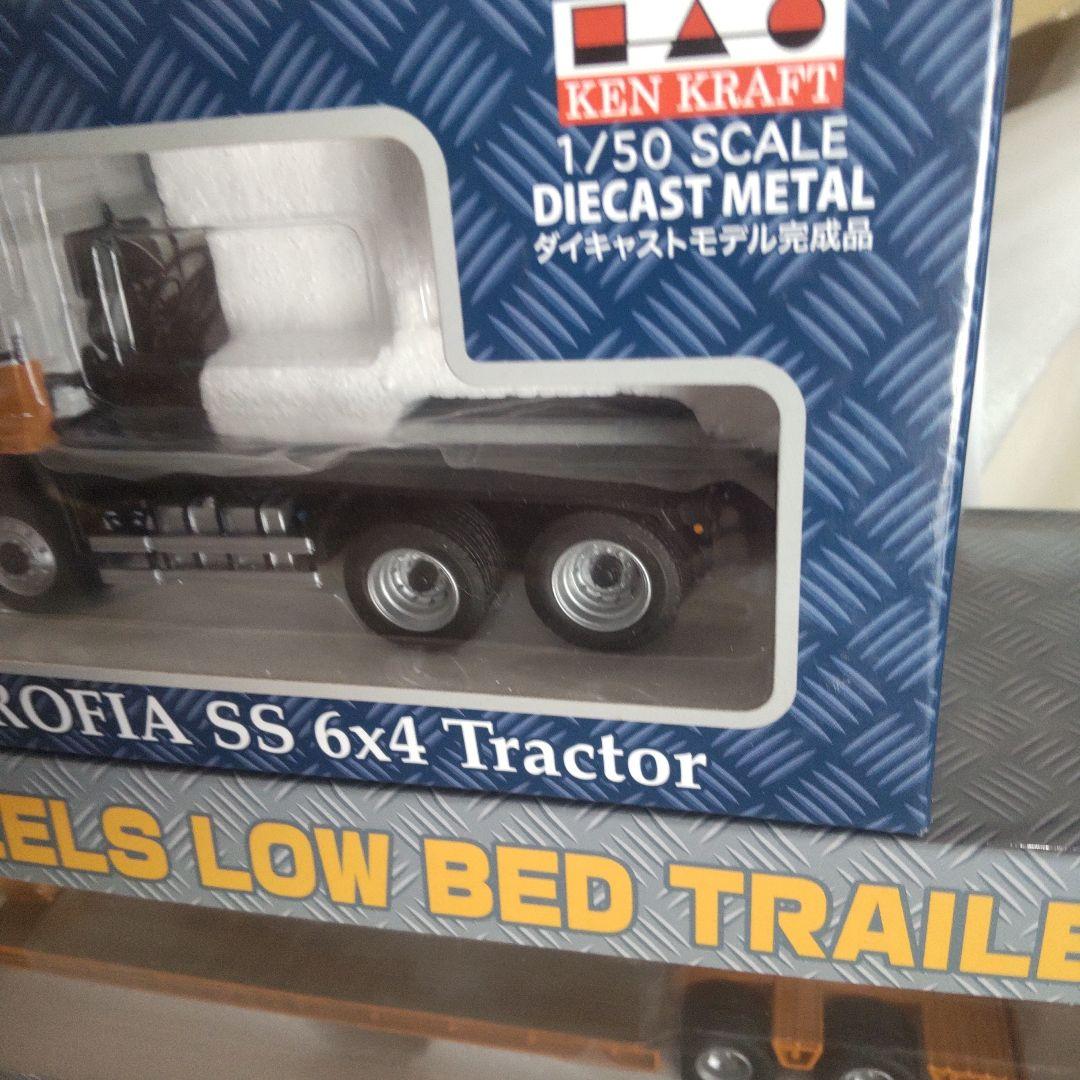 KEN KRAFT
1/50 SCALE
DIECAST METAL
ダイキャストモデル完成品
ROFIA SS 6x4 Tractor
ELS LOW BED TRAILE